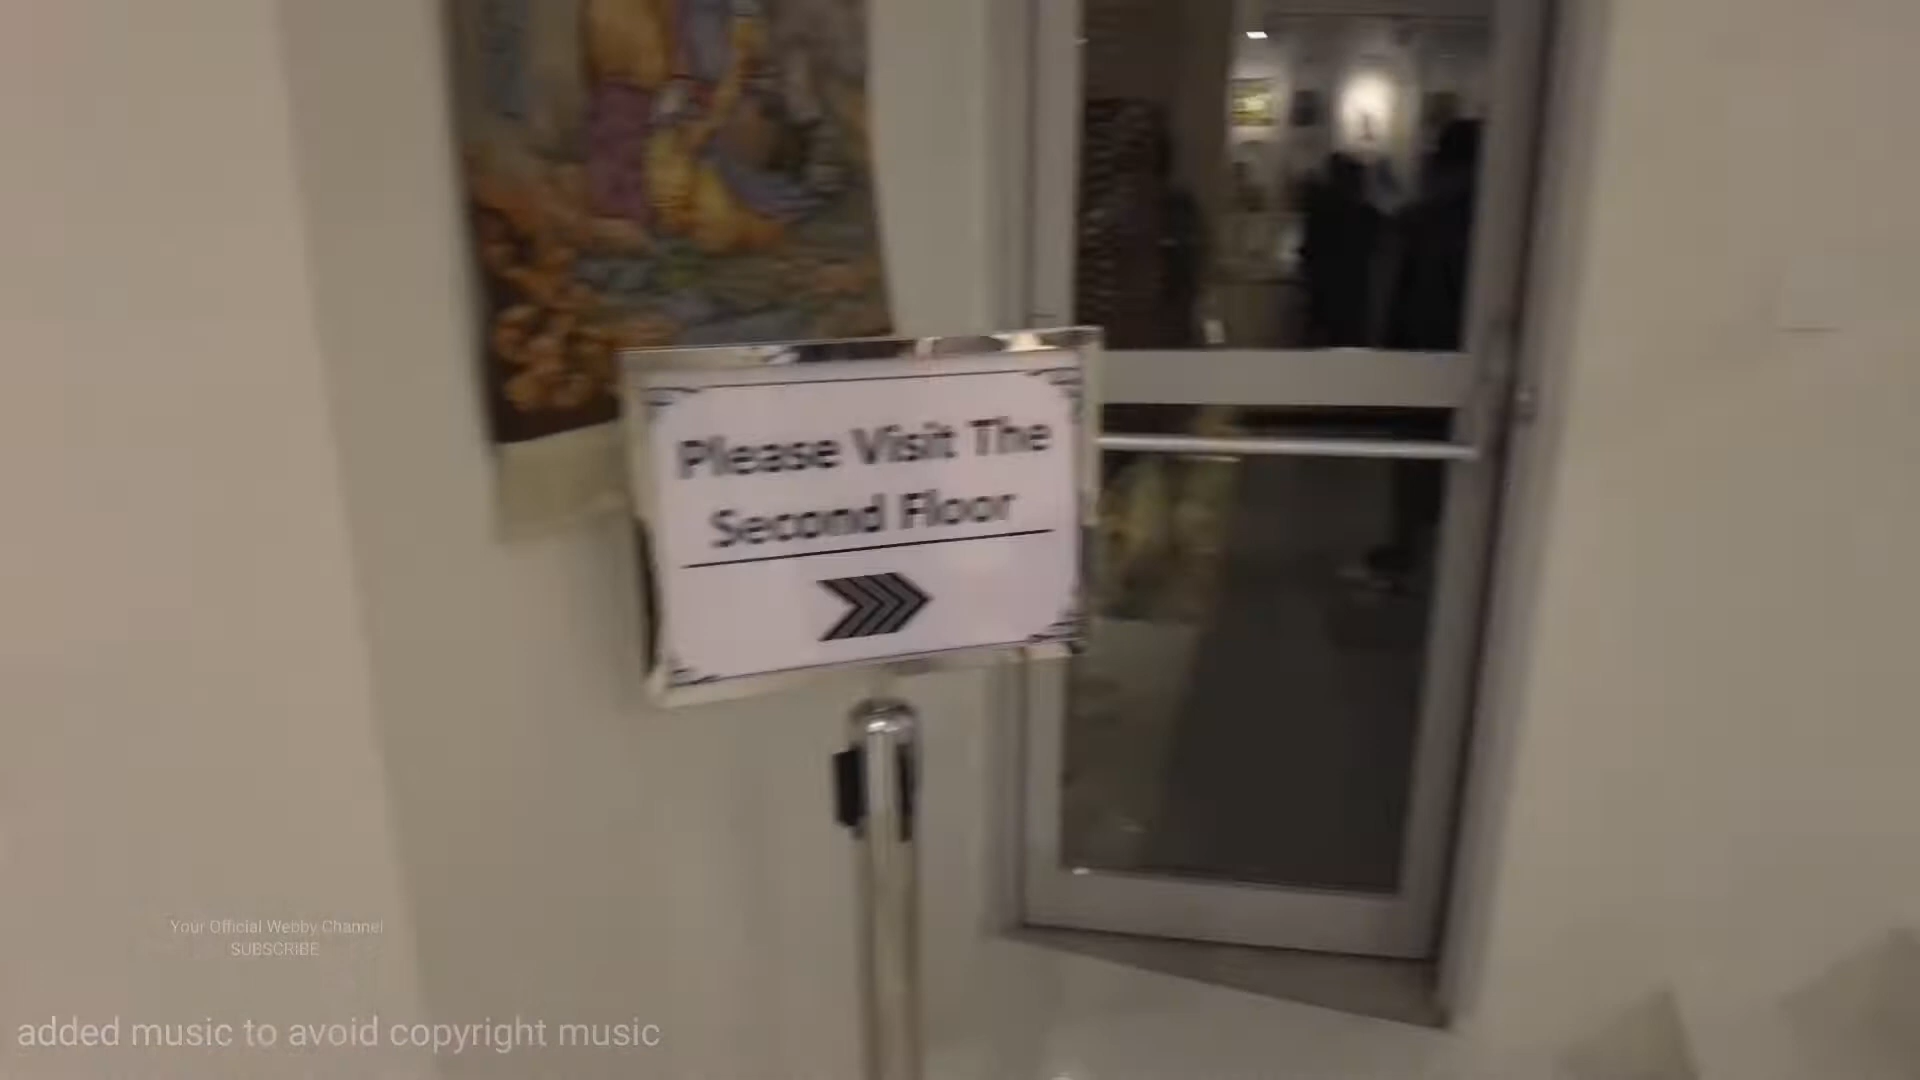 Please Visit The
Second Floor
Your Official Webby Channel
SUBSCRIBE
added music to avoid copyright music